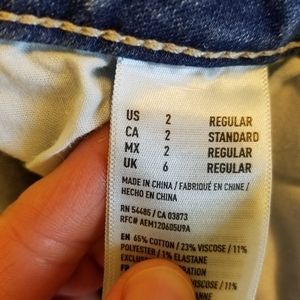 US 2 REGULAR
CA 2 STANDARD
MX 2 REGULAR
UK 6 REGULAR
MADE IN CHINA / FABRIQUÉ EN CHINE /
HECHO EN CHINA
RN 54485 / CA 03873
RFC# AEM1206D5U9A
EN 65% COTTON / 23% VISCOSE / 11%
POLYESTER / 1% ELASTANE